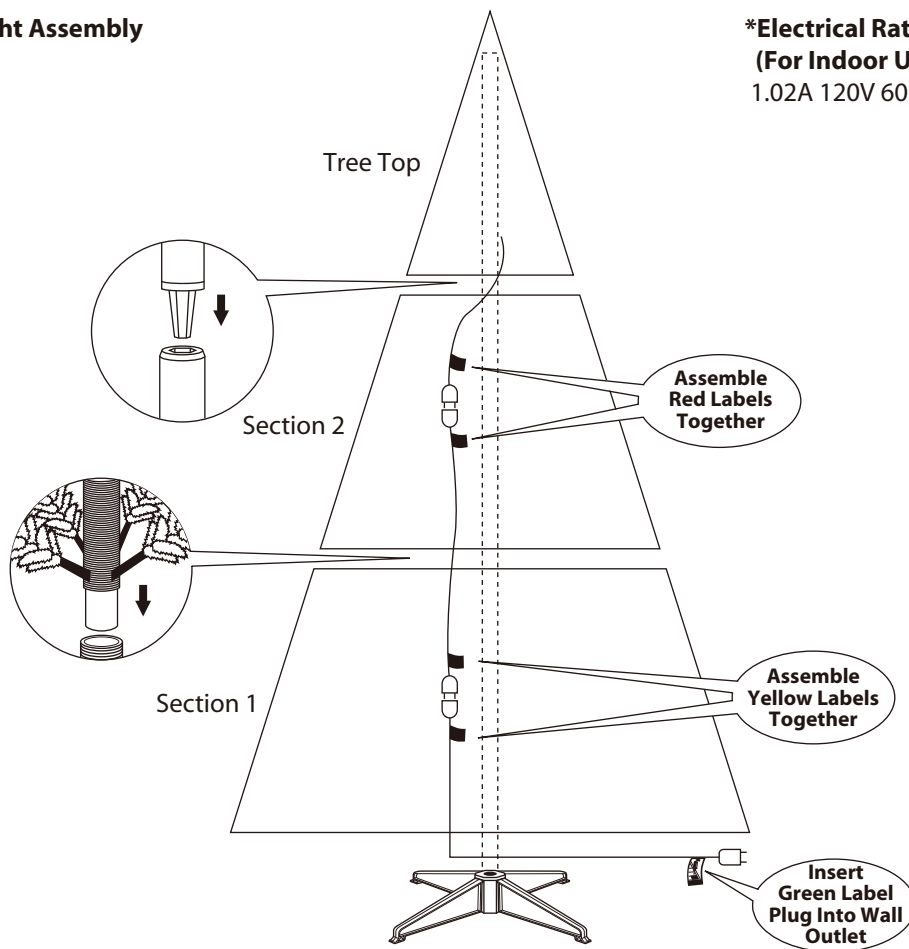 ht Assembly
*Electrical Rat
(For Indoor U
1.02A 120V 60
Tree Top
Assemble
Red Labels
Together
Section 2
Section 1
Assemble
Yellow Labels
Together
Insert
Green Label
Plug Into Wall
Outlet